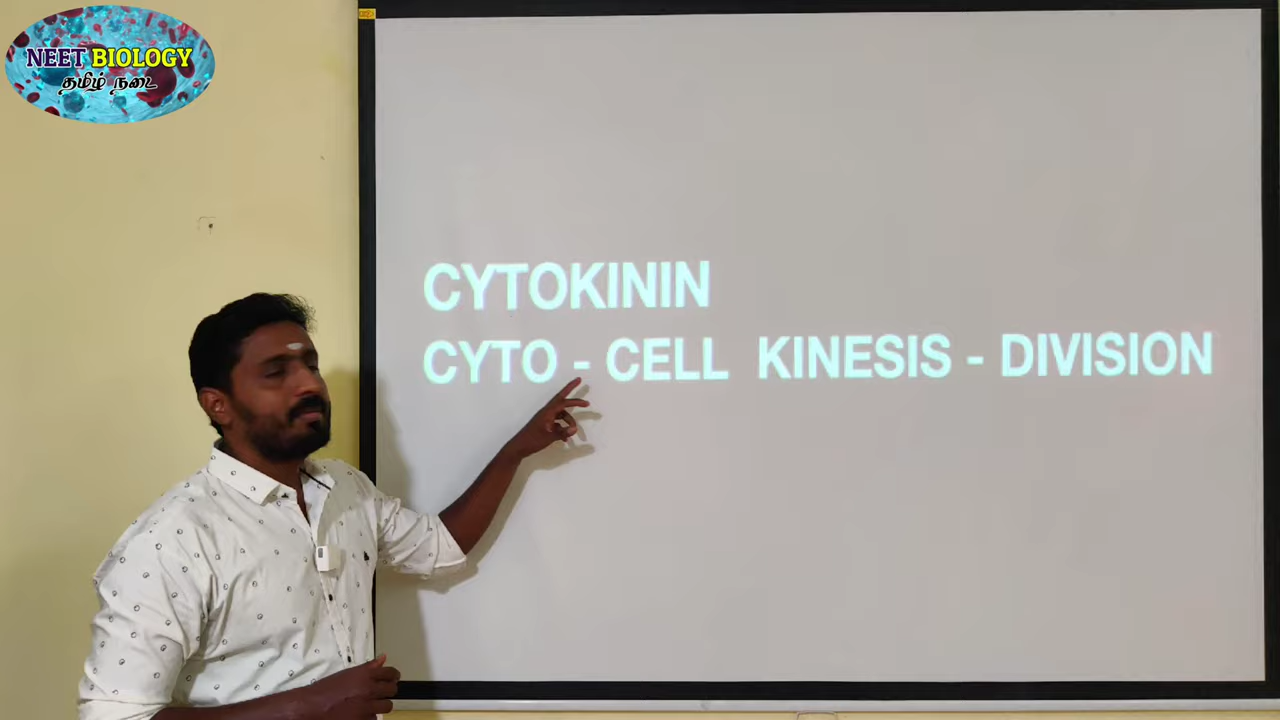 NEET BIOLOGY
தமிழ் நடை
CYTOKININ
CYTO - CELL KINESIS - DIVISION